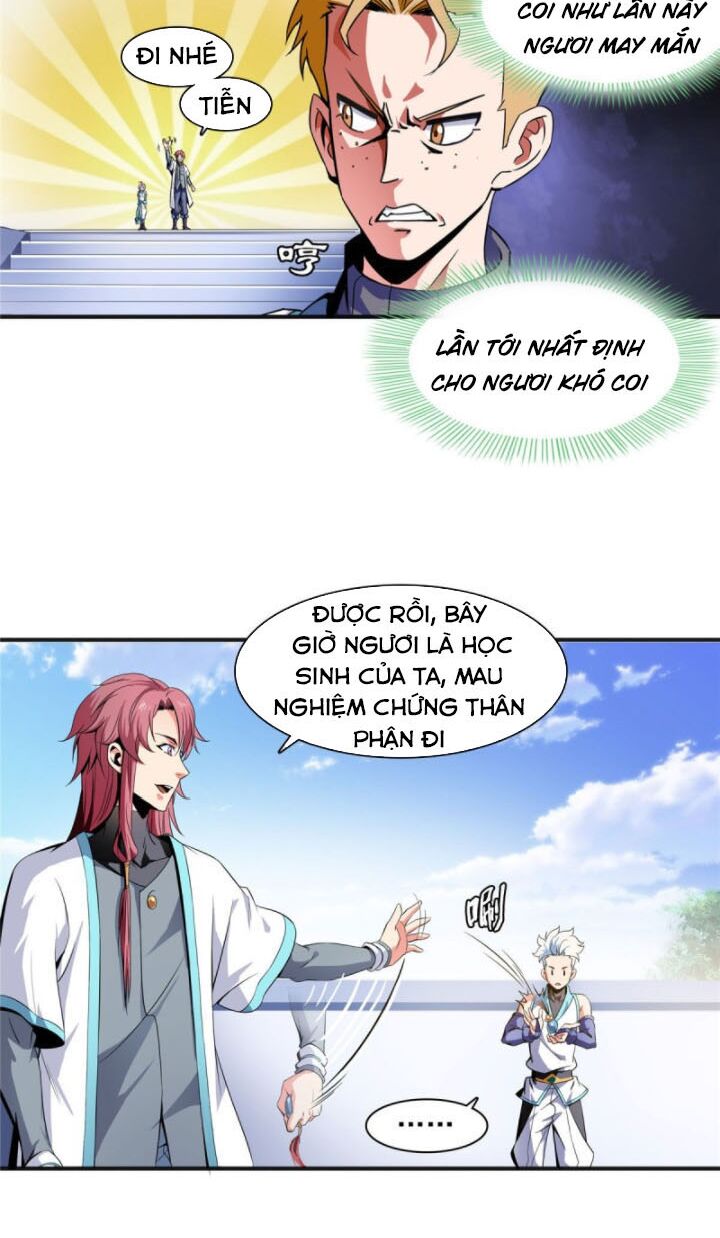 COI NHƯ LẦN NÀY
NGƯƠI MAY MẮN
ĐI NHÉ
TIỄN
哼
LẦN TỚI NHẤT ĐỊNH
CHO NGƯƠI KHÓ COI
ĐƯỢC RỒI, BÂY
GIỜ NGƯƠI LÀ HỌC
SINH CỦA TA, MAU
NGHIỆM CHỨNG THÂN
PHẬN ĐI
唰
......